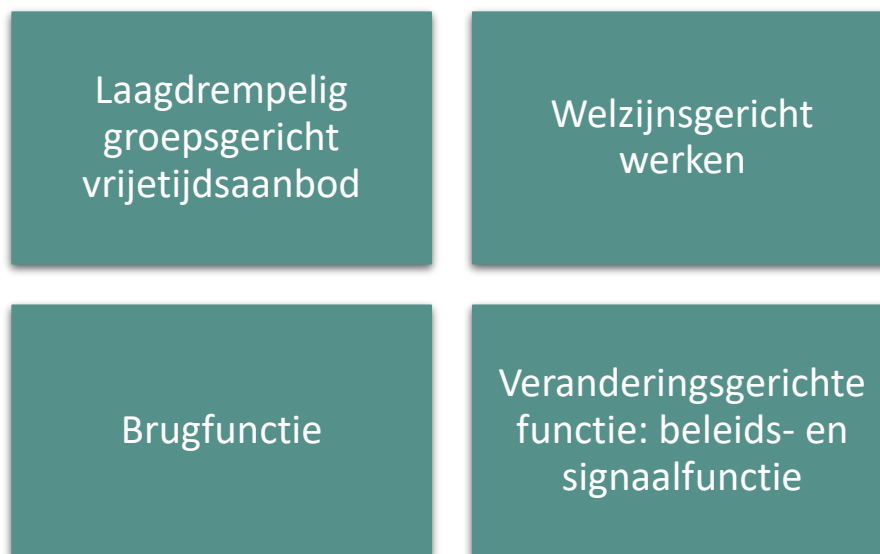 Laagdrempelig
groepsgericht
vrijetijdsaanbod
Welzijnsgericht
werken
Brugfunctie
Veranderingsgerichte
functie: beleids- en
signaalfunctie